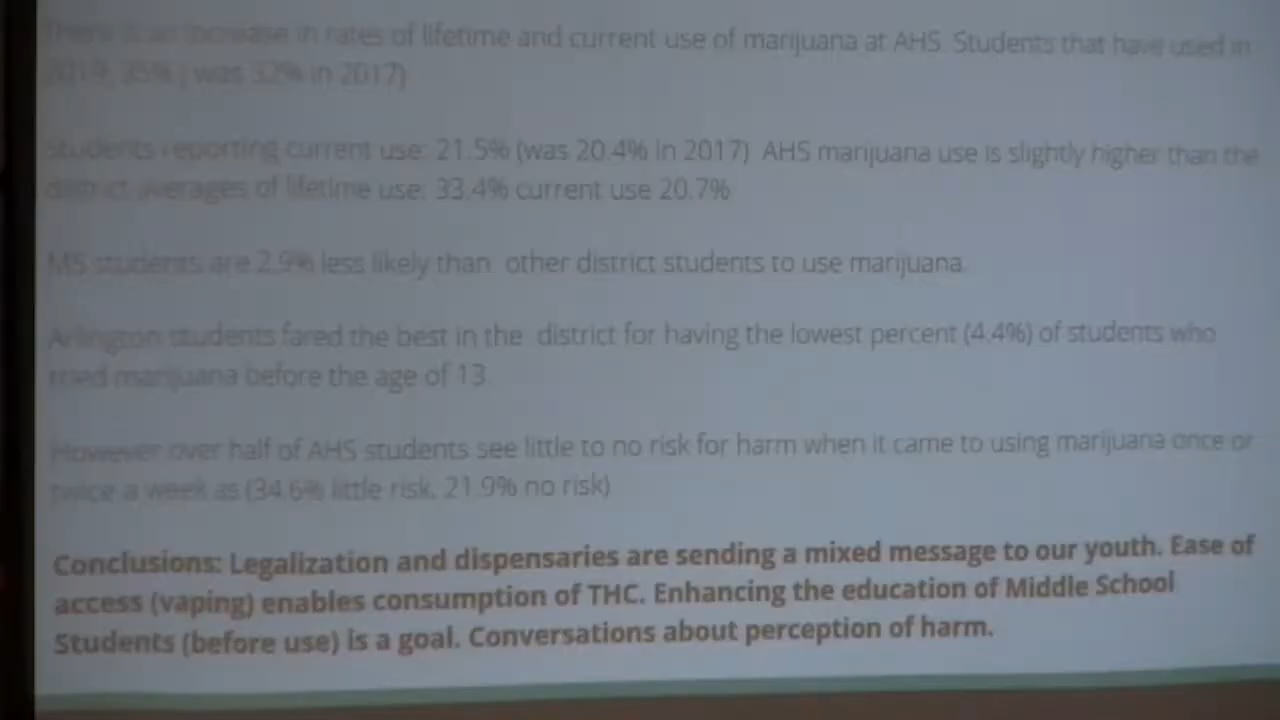 There is an increase in rates of lifetime and current use of marijuana at AHS. Students that have used in
2019, 35% ( was 32% in 2017)
Students reporting current use: 21.5% (was 20.4% in 2017) AHS marijuana use is slightly higher than the
district averages of lifetime use: 33.4% current use 20.7%
MS students are 2.9% less likely than other district students to use marijuana.
Arlington students fared the best in the district for having the lowest percent (4.4%) of students who
tried marijuana before the age of 13.
However over half of AHS students see little to no risk for harm when it came to using marijuana once or
twice a week as (34.6% little risk, 21.9% no risk)
Conclusions: Legalization and dispensaries are sending a mixed message to our youth. Ease of
access (vaping) enables consumption of THC. Enhancing the education of Middle School
Students (before use) is a goal. Conversations about perception of harm.